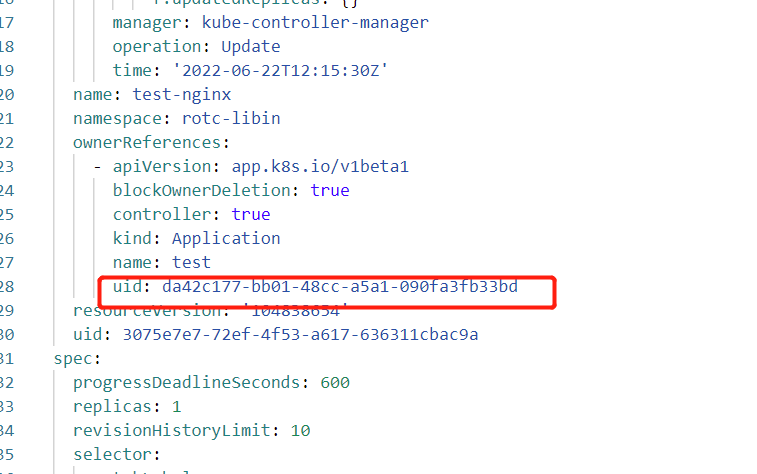 17 manager: kube-controller-manager
18 operation: Update
19 time: '2022-06-22T12:15:30Z'
20 name: test-nginx
21 namespace: rotc-libin
22 ownerReferences:
23 - apiVersion: app.k8s.io/v1beta1
24 blockOwnerDeletion: true
25 controller: true
26 kind: Application
27 name: test
28 uid: da42c177-bb01-48cc-a5a1-090fa3fb33bd
29 resourceVersion: '104838654'
30 uid: 3075e7e7-72ef-4f53-a617-636311cbac9a
31 spec:
32 progressDeadlineSeconds: 600
33 replicas: 1
34 revisionHistoryLimit: 10
35 selector: